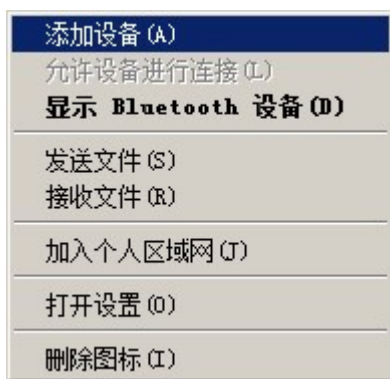 添加设备(A)
允许设备进行连接(L)
显示 Bluetooth 设备(D)
发送文件(S)
接收文件(R)
加入个人区域网(J)
打开设置(O)
删除图标(I)